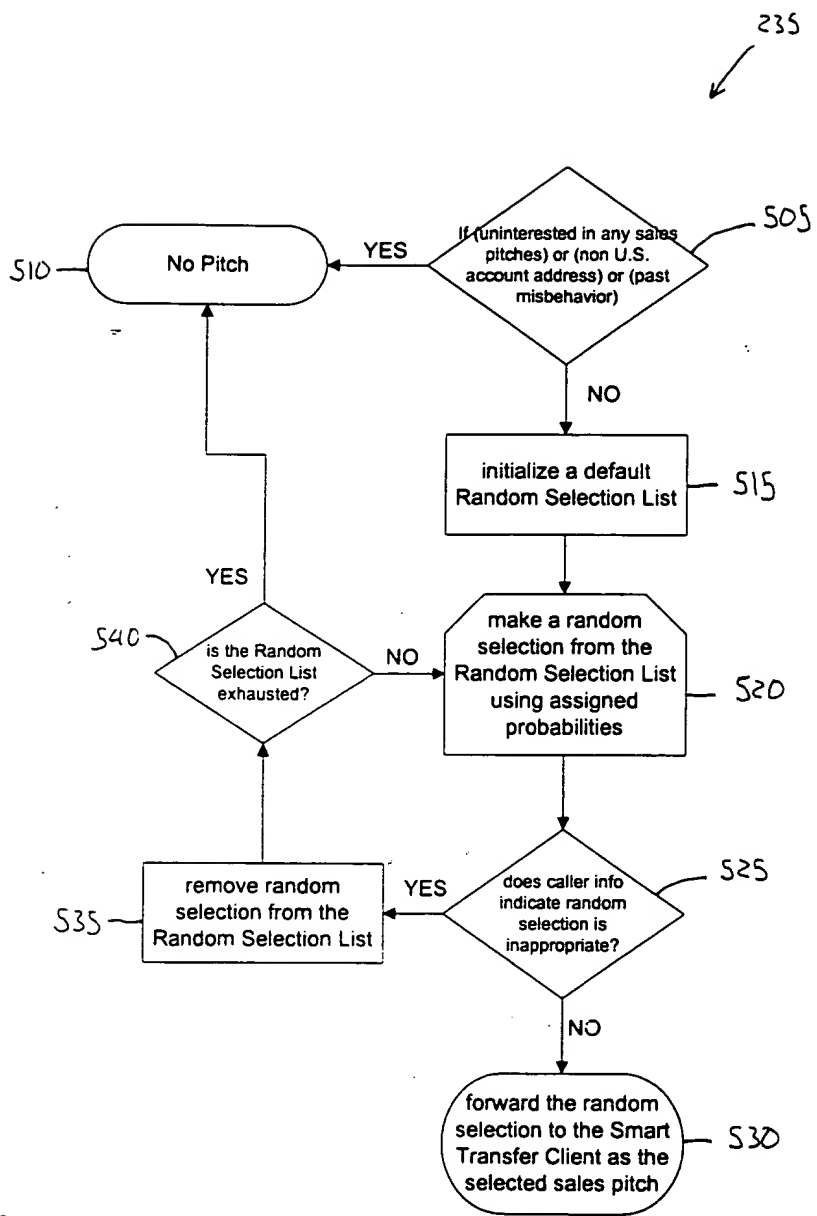 235
If (uninterested in any sales
pitches) or (non U.S.
account address) or (past
misbehavior)
505
YES
No Pitch
510
NO
initialize a default
Random Selection List
515
YES
540
is the Random
Selection List
exhausted?
NO
make a random
selection from the
Random Selection List
using assigned
probabilities
520
does caller info
indicate random
selection is
inappropriate?
525
YES
remove random
selection from the
Random Selection List
535
NO
forward the random
selection to the Smart
Transfer Client as the
selected sales pitch
530